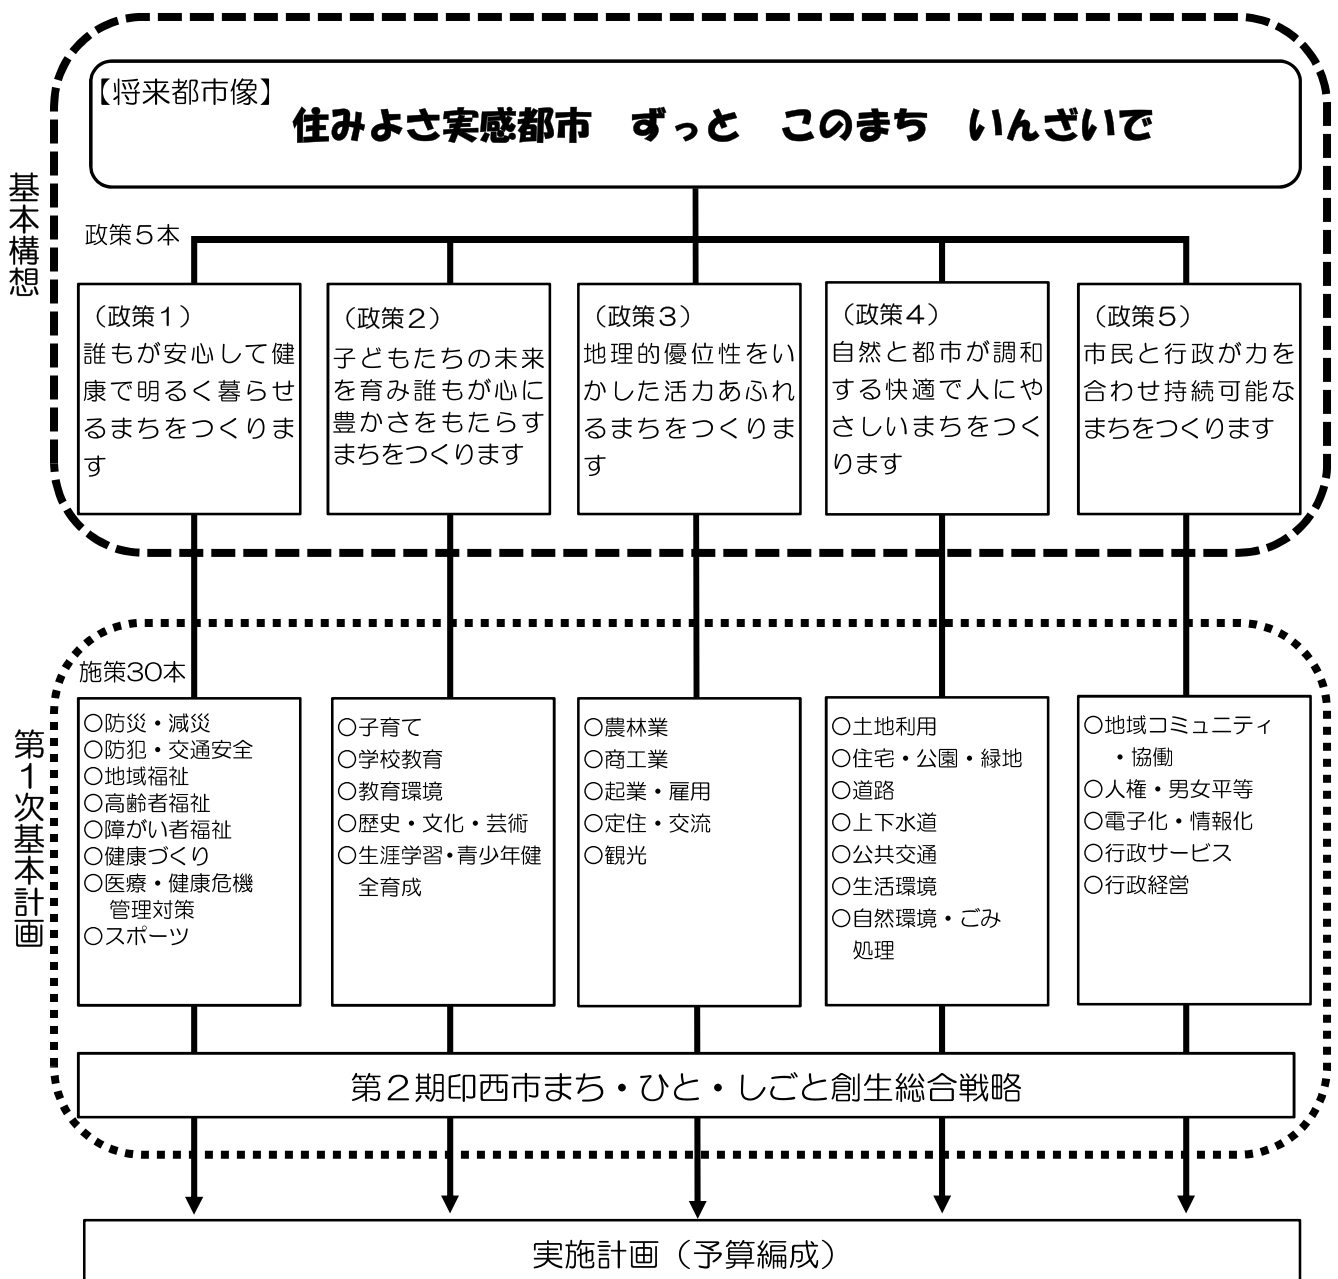 基本構想
【将来都市像】
住みよさ実感都市　ずっと　このまち　いんざいで
政策５本
（政策１）
誰もが安心して健
康で明るく暮らせ
るまちをつくりま
す
（政策２）
子どもたちの未来
を育み誰もが心に
豊かさをもたらす
まちをつくります
（政策３）
地理的優位性をい
かした活力あふれ
るまちをつくりま
す
（政策４）
自然と都市が調和
する快適で人にや
さしいまちをつく
ります
（政策５）
市民と行政が力を
合わせ持続可能な
まちをつくります
第１次基本計画
施策30本
○防災・減災
○防犯・交通安全
○地域福祉
○高齢者福祉
○障がい者福祉
○健康づくり
○医療・健康危機
管理対策
○スポーツ
○子育て
○学校教育
○教育環境
○歴史・文化・芸術
○生涯学習・青少年健
全育成
○農林業
○商工業
○起業・雇用
○定住・交流
○観光
○土地利用
○住宅・公園・緑地
○道路
○上下水道
○公共交通
○生活環境
○自然環境・ごみ
処理
○地域コミュニティ
・協働
○人権・男女平等
○電子化・情報化
○行政サービス
○行政経営
第２期印西市まち・ひと・しごと創生総合戦略
実施計画（予算編成）